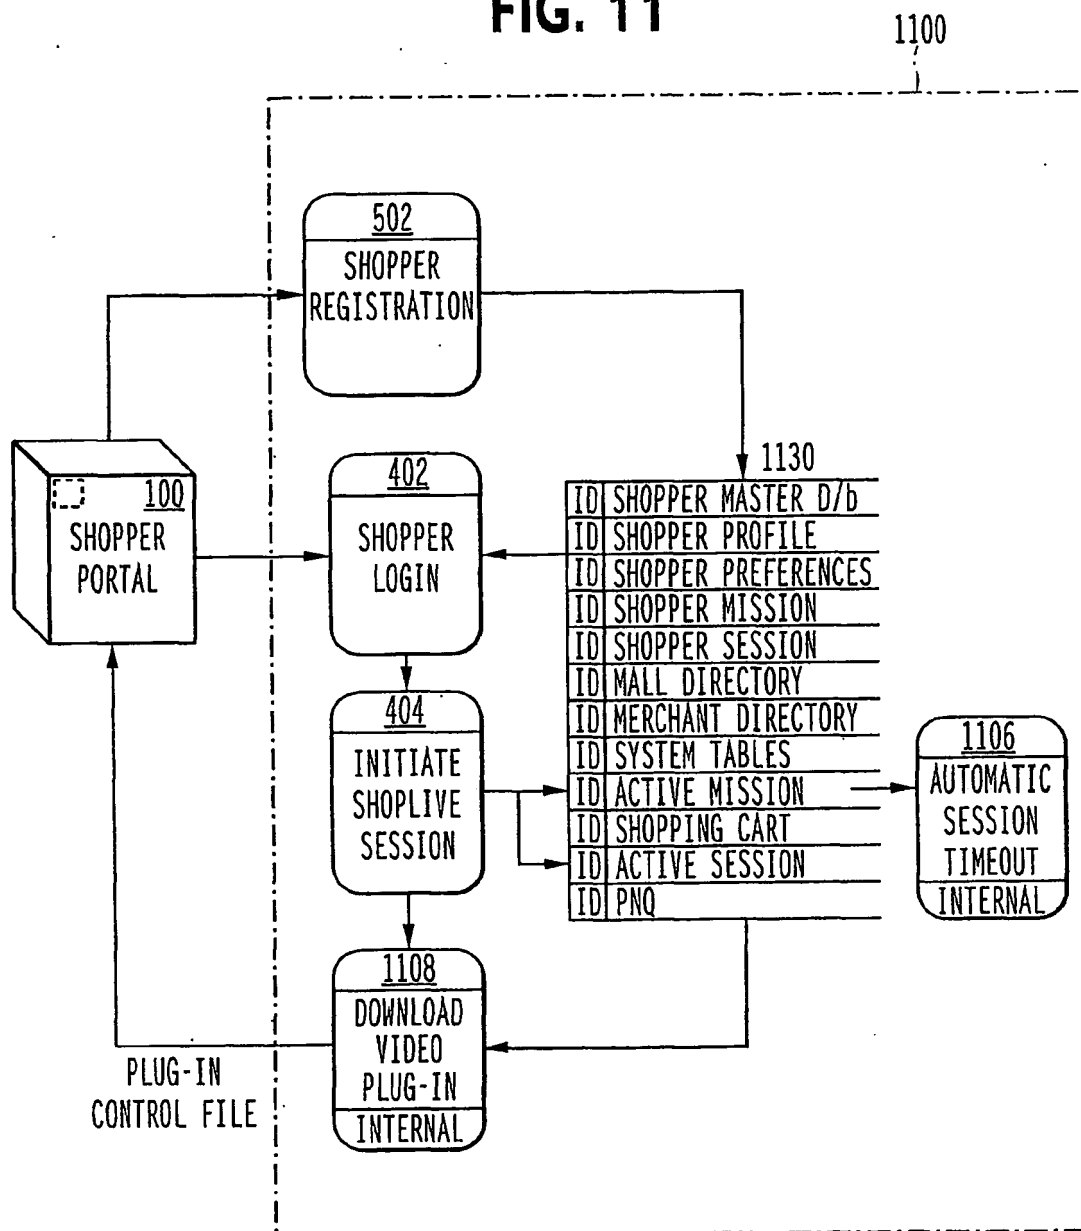 FIG. 11
1100
502
SHOPPER
REGISTRATION
100
SHOPPER
PORTAL
402
SHOPPER
LOGIN
1130
ID SHOPPER MASTER D/b
ID SHOPPER PROFILE
ID SHOPPER PREFERENCES
ID SHOPPER MISSION
ID SHOPPER SESSION
ID MALL DIRECTORY
ID MERCHANT DIRECTORY
ID SYSTEM TABLES
ID ACTIVE MISSION
ID SHOPPING CART
ID ACTIVE SESSION
ID PNQ
404
INITIATE
SHOPLIVE
SESSION
1106
AUTOMATIC
SESSION
TIMEOUT
INTERNAL
1108
DOWNLOAD
VIDEO
PLUG-IN
INTERNAL
PLUG-IN
CONTROL FILE